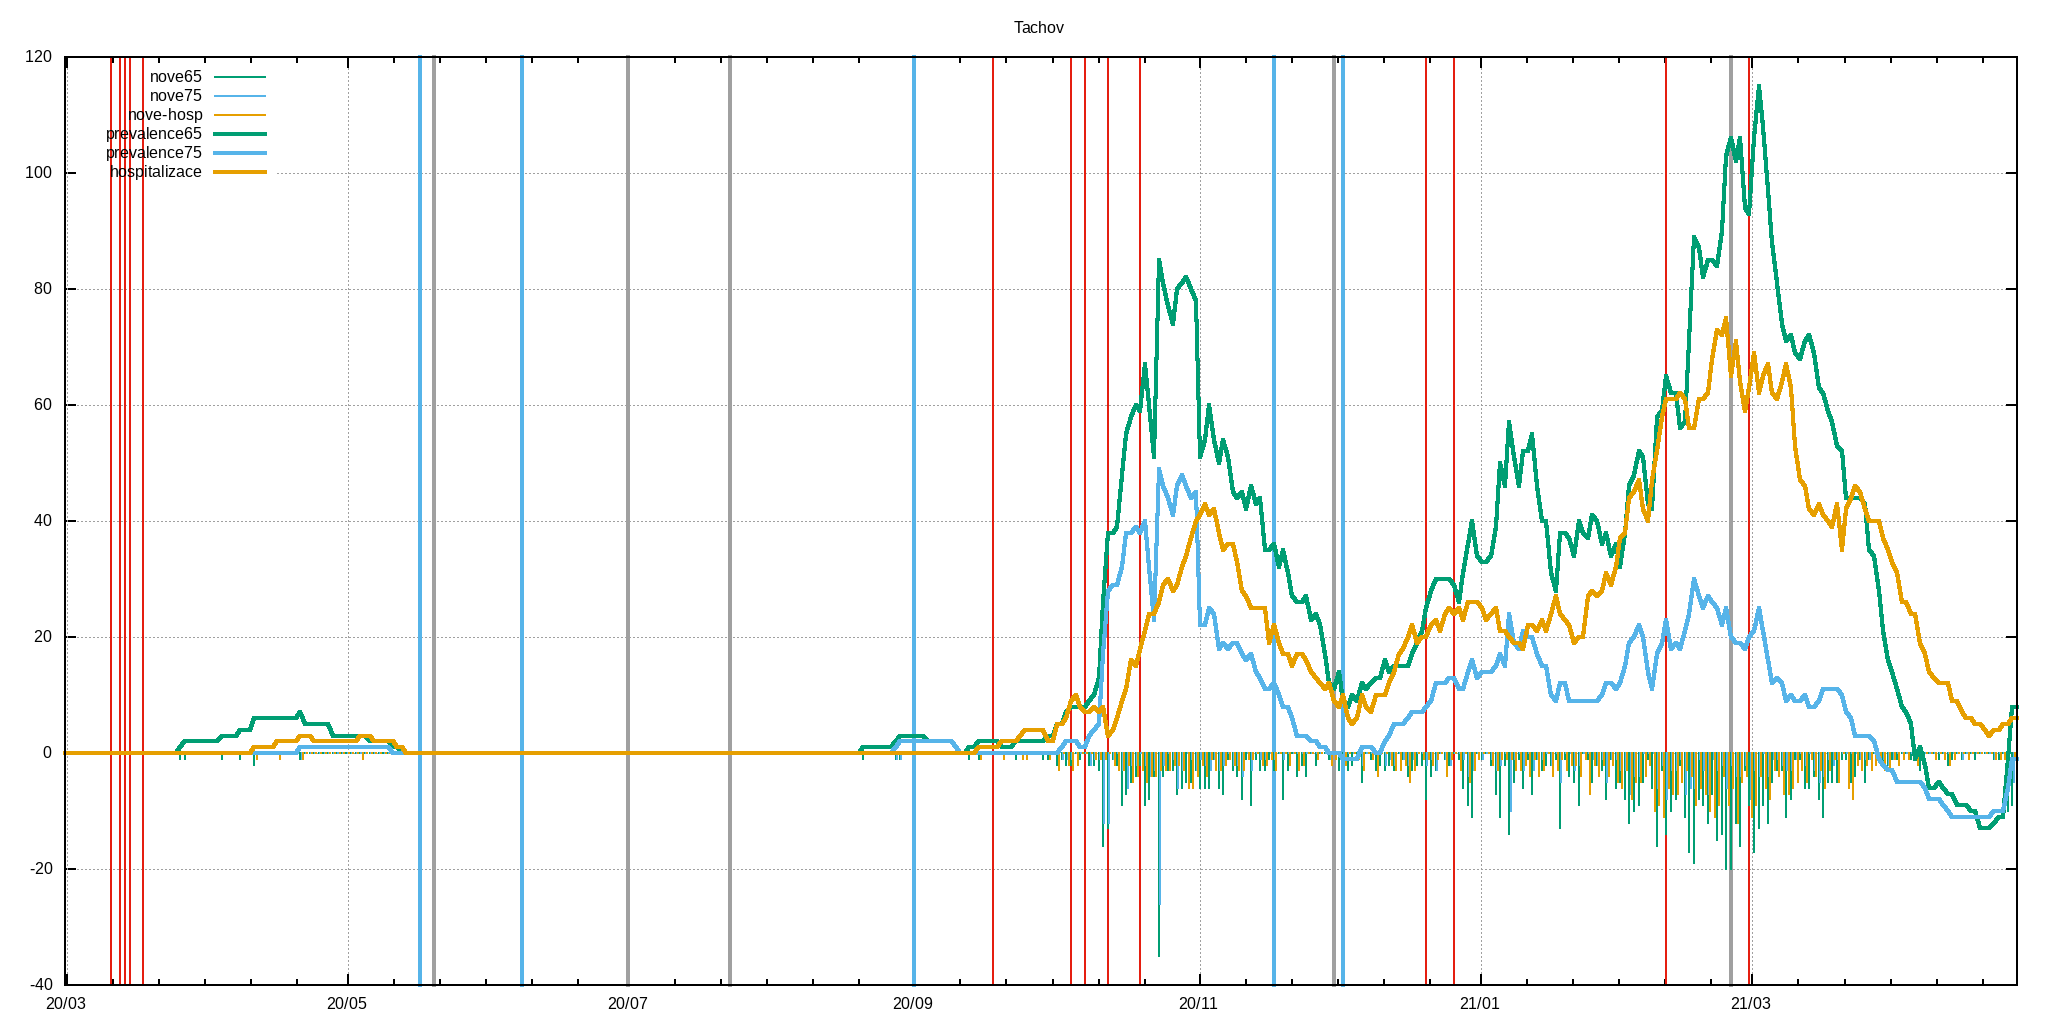 Tachov
120
nove65
nove75
nove-hosp
prevalence65
prevalence75
hospitalizace
100
80
60
40
20
0
-20
-40
20/03 20/05 20/07 20/09 20/11 21/01 21/03